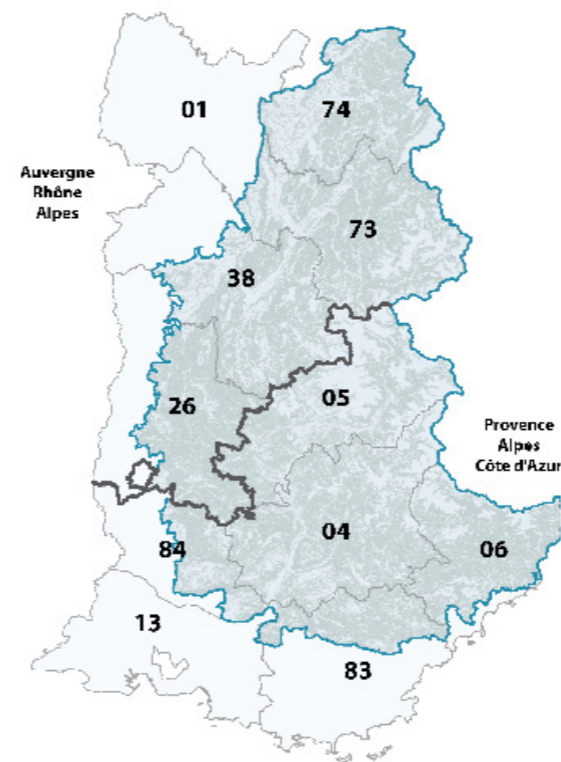 01
74
Auvergne
Rhône
Alpes
73
38
05
26
Provence
Alpes
Côte d'Azur
04
06
84
13
83